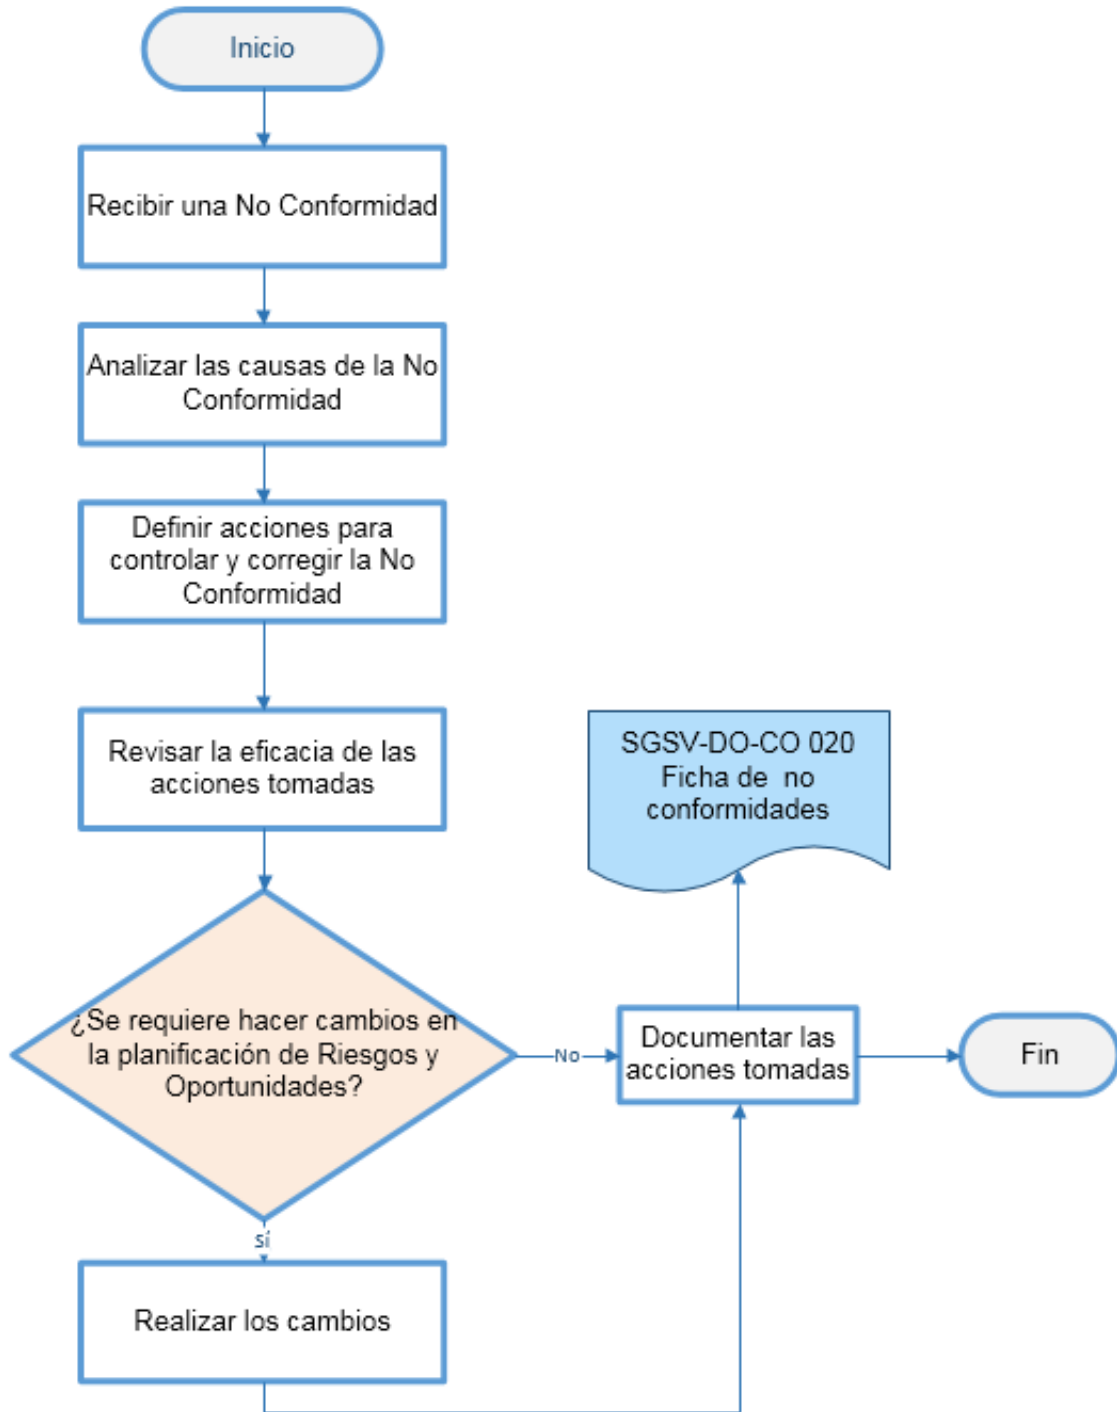 Inicio
Recibir una No Conformidad
Analizar las causas de la No
Conformidad
Definir acciones para
controlar y corregir la No
Conformidad
Revisar la eficacia de las
acciones tomadas
SGSV-DO-CO 020
Ficha de no
conformidades
¿Se requiere hacer cambios en
la planificación de Riesgos y
Oportunidades?
No
Documentar las
acciones tomadas
Fin
sí
Realizar los cambios